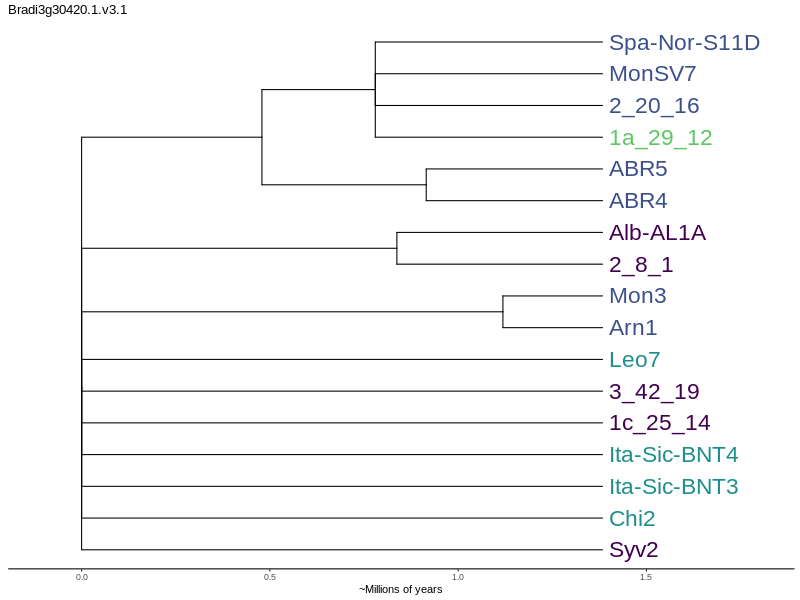 Bradi3g30420.1.v3.1
Spa-Nor-S11D
MonSV7
2_20_16
1a_29_12
ABR5
ABR4
Alb-AL1A
2_8_1
Mon3
Arn1
Leo7
3_42_19
1c_25_14
Ita-Sic-BNT4
Ita-Sic-BNT3
Chi2
Syv2
0.0 0.5 1.0 1.5
~Millions of years